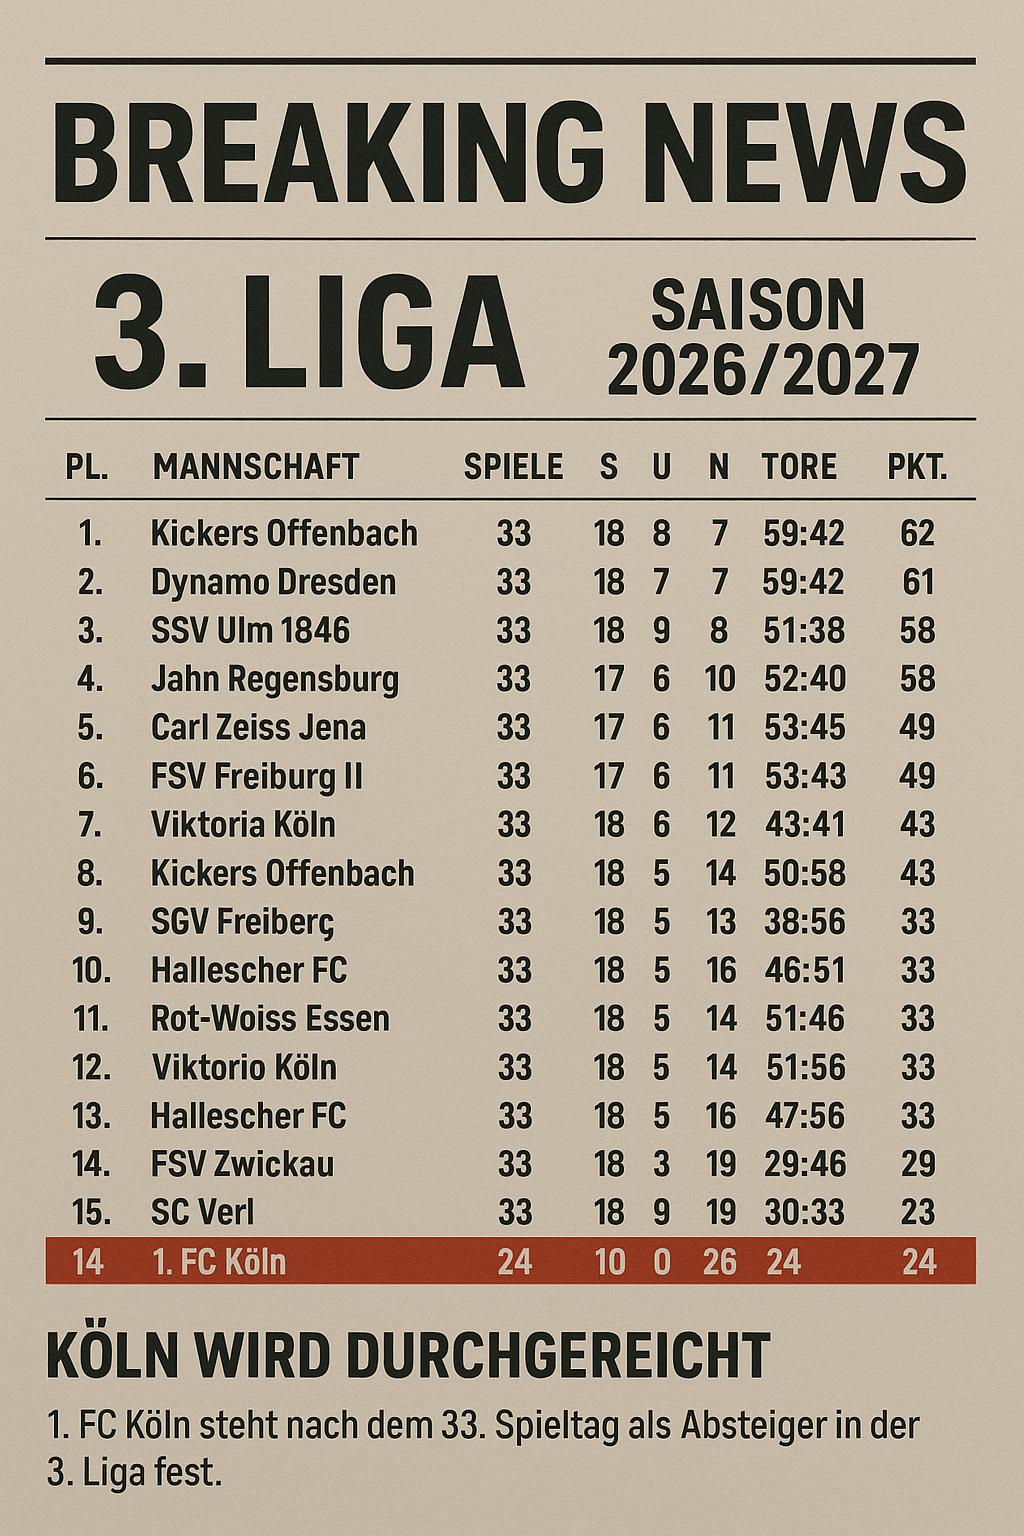 BREAKING NEWS
3. LIGA
SAISON
2026/2027
PL. MANNSCHAFT SPIELE S U N TORE PKT.
1. Kickers Offenbach 33 18 8 7 59:42 62
2. Dynamo Dresden 33 18 7 7 59:42 61
3. SSV Ulm 1846 33 18 9 8 51:38 58
4. Jahn Regensburg 33 17 6 10 52:40 58
5. Carl Zeiss Jena 33 17 6 11 53:45 49
6. FSV Freiburg II 33 17 6 11 53:43 49
7. Viktoria Köln 33 18 6 12 43:41 43
8. Kickers Offenbach 33 18 5 14 50:58 43
9. SGV Freiberç 33 18 5 13 38:56 33
10. Hallescher FC 33 18 5 16 46:51 33
11. Rot-Woiss Essen 33 18 5 14 51:46 33
12. Viktorio Köln 33 18 5 14 51:56 33
13. Hallescher FC 33 18 5 16 47:56 33
14. FSV Zwickau 33 18 3 19 29:46 29
15. SC Verl 33 18 9 19 30:33 23
14 1. FC Köln 24 10 0 26 24 24
KÖLN WIRD DURCHGEREICHT
1. FC Köln steht nach dem 33. Spieltag als Absteiger in der
3. Liga fest.